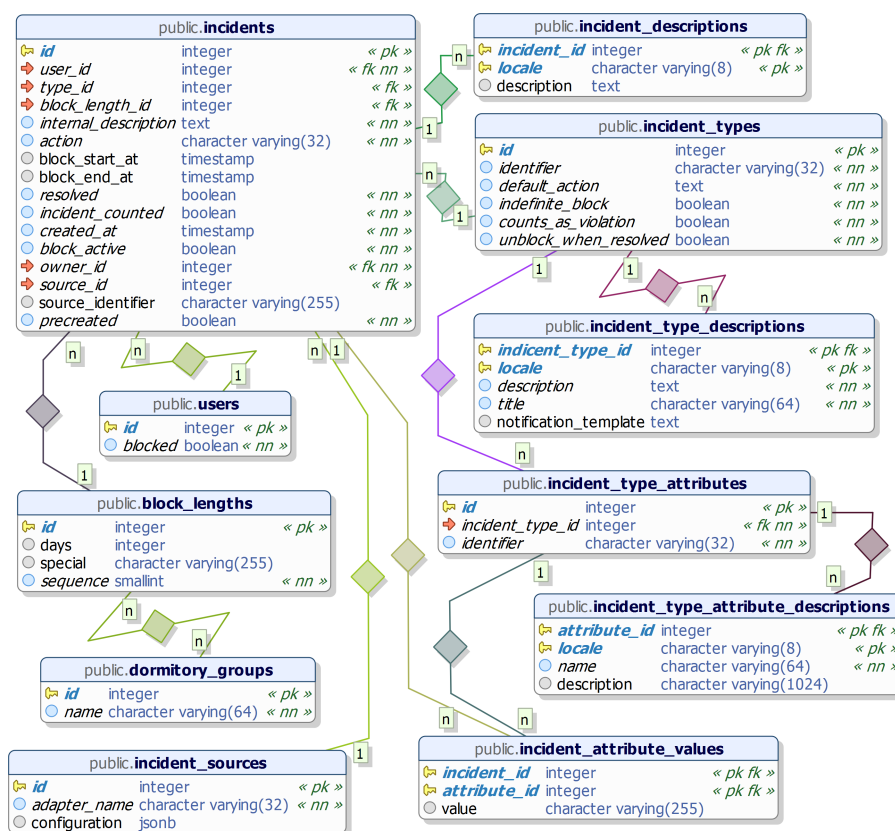 public.incidents
id integer « pk »
user_id integer « fk nn »
type_id integer « fk »
block_length_id integer « fk »
internal_description text « nn »
action character varying(32) « nn »
block_start_at timestamp
block_end_at timestamp
resolved boolean « nn »
incident_counted boolean « nn »
created_at timestamp « nn »
block_active boolean « nn »
owner_id integer « fk nn »
source_id integer « fk »
source_identifier character varying(255)
precreated boolean « nn »
public.incident_descriptions
incident_id integer « pk fk »
locale character varying(8) « pk »
description text
n
1
n
1
public.incident_types
id integer « pk »
identifier character varying(32) « nn »
default_action text « nn »
indefinite_block boolean « nn »
counts_as_violation boolean « nn »
unblock_when_resolved boolean « nn »
1
1
n
public.incident_type_descriptions
indicent_type_id integer « pk fk »
locale character varying(8) « pk »
description text « nn »
title character varying(64) « nn »
notification_template text
n
n
n
1
1
public.users
id integer « pk »
blocked boolean « nn »
1
n
public.block_lengths
id integer « pk »
days integer
special character varying(255)
sequence smallint « nn »
public.incident_type_attributes
id integer « pk »
incident_type_id integer « fk nn »
identifier character varying(32) « nn »
1
n
1
public.incident_type_attribute_descriptions
attribute_id integer « pk fk »
locale character varying(8) « pk »
name character varying(64) « nn »
description character varying(1024)
n
n
public.dormitory_groups
id integer « pk »
name character varying(64) « nn »
n
n
1
public.incident_sources
id integer « pk »
adapter_name character varying(32) « nn »
configuration jsonb
public.incident_attribute_values
incident_id integer « pk fk »
attribute_id integer « pk fk »
value character varying(255)